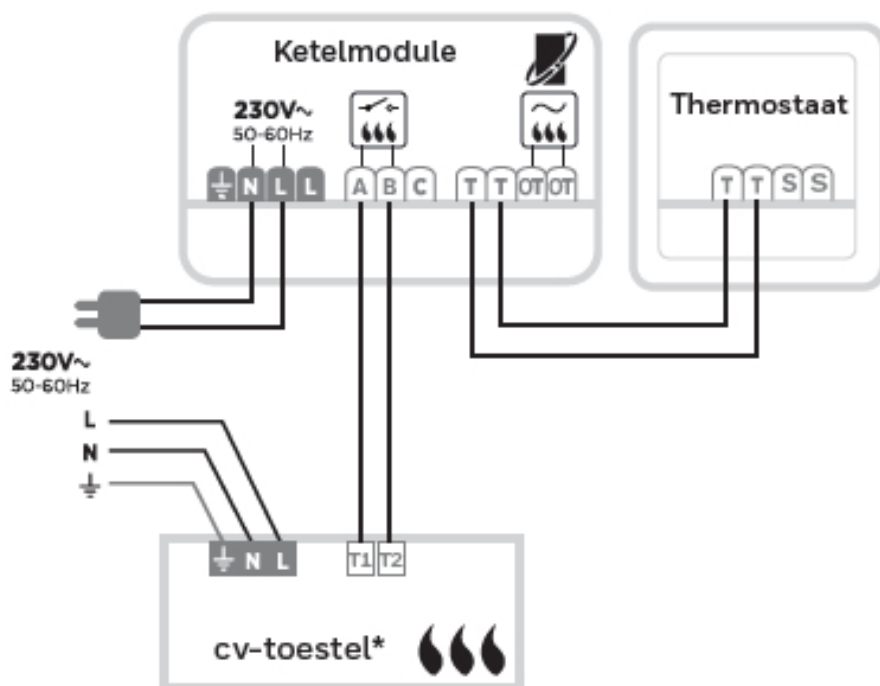 Ketelmodule
230V~
50-60Hz
N L L
A B C
T T OT OT
Thermostaat
T T S S
230V~
50-60Hz
L
N
N L
T1 T2
cv-toestel*